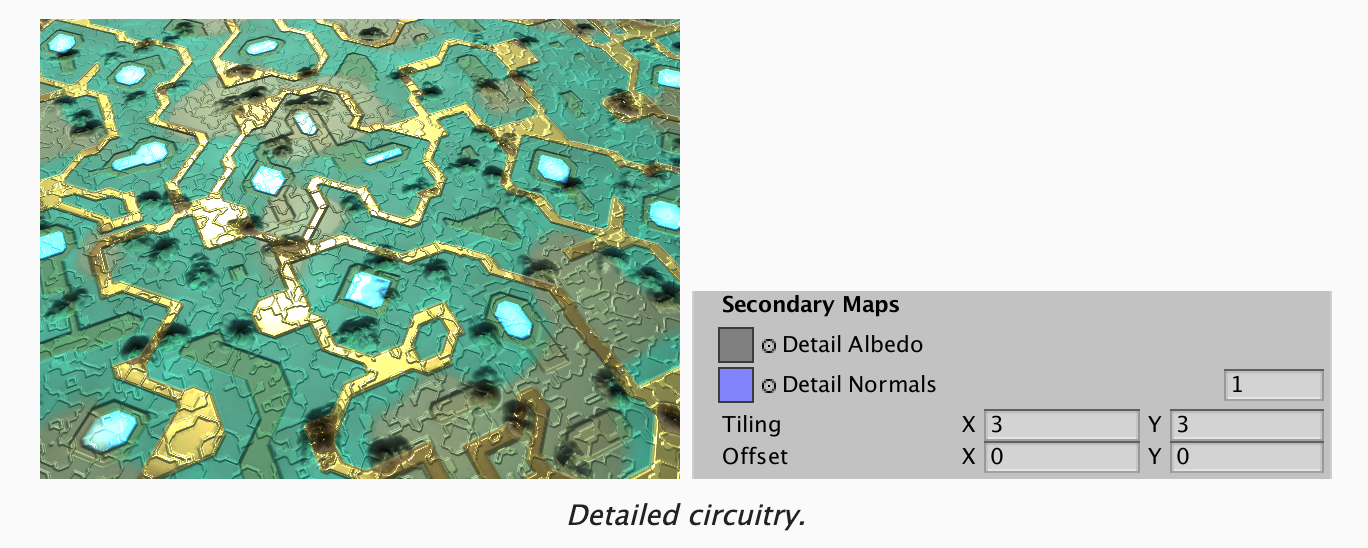 Secondary Maps
Detail Albedo
Detail Normals 1
Tiling X 3 Y 3
Offset X 0 Y 0
Detailed circuitry.